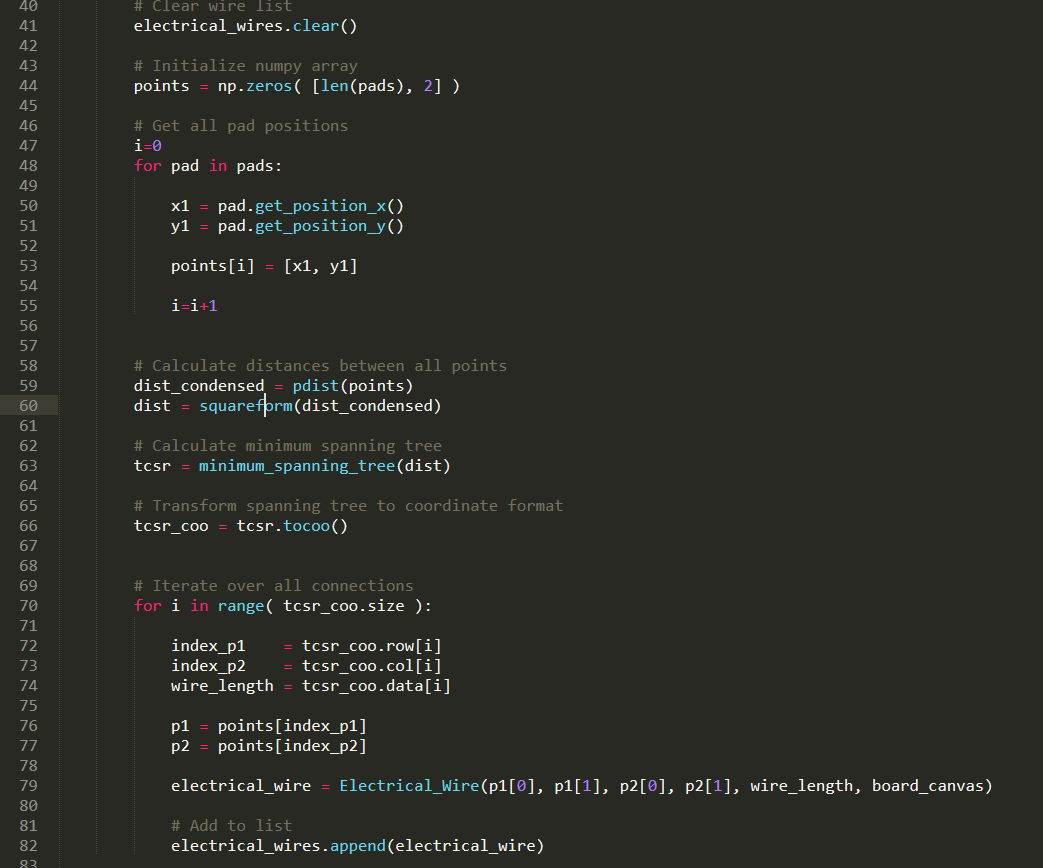 40 # Clear wire list
41 electrical_wires.clear()
42
43 # Initialize numpy array
44 points = np.zeros( [len(pads), 2] )
45
46 # Get all pad positions
47 i=0
48 for pad in pads:
49
50 x1 = pad.get_position_x()
51 y1 = pad.get_position_y()
52
53 points[i] = [x1, y1]
54
55 i=i+1
56
57
58 # Calculate distances between all points
59 dist_condensed = pdist(points)
60 dist = squareform(dist_condensed)
61
62 # Calculate minimum spanning tree
63 tcsr = minimum_spanning_tree(dist)
64
65 # Transform spanning tree to coordinate format
66 tcsr_coo = tcsr.tocoo()
67
68
69 # Iterate over all connections
70 for i in range( tcsr_coo.size ):
71
72 index_p1    = tcsr_coo.row[i]
73 index_p2    = tcsr_coo.col[i]
74 wire_length = tcsr_coo.data[i]
75
76 p1 = points[index_p1]
77 p2 = points[index_p2]
78
79 electrical_wire = Electrical_Wire(p1[0], p1[1], p2[0], p2[1], wire_length, board_canvas)
80
81 # Add to list
82 electrical_wires.append(electrical_wire)
83